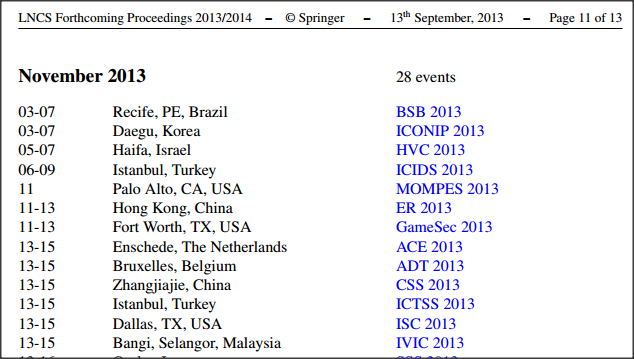 LNCS Forthcoming Proceedings 2013/2014 – © Springer – 13th September, 2013 – Page 11 of 13
November 2013 28 events
03-07 Recife, PE, Brazil BSB 2013
03-07 Daegu, Korea ICONIP 2013
05-07 Haifa, Israel HVC 2013
06-09 Istanbul, Turkey ICIDS 2013
11 Palo Alto, CA, USA MOMPES 2013
11-13 Hong Kong, China ER 2013
11-13 Fort Worth, TX, USA GameSec 2013
13-15 Enschede, The Netherlands ACE 2013
13-15 Bruxelles, Belgium ADT 2013
13-15 Zhangjiajie, China CSS 2013
13-15 Istanbul, Turkey ICTSS 2013
13-15 Dallas, TX, USA ISC 2013
13-15 Bangi, Selangor, Malaysia IVIC 2013